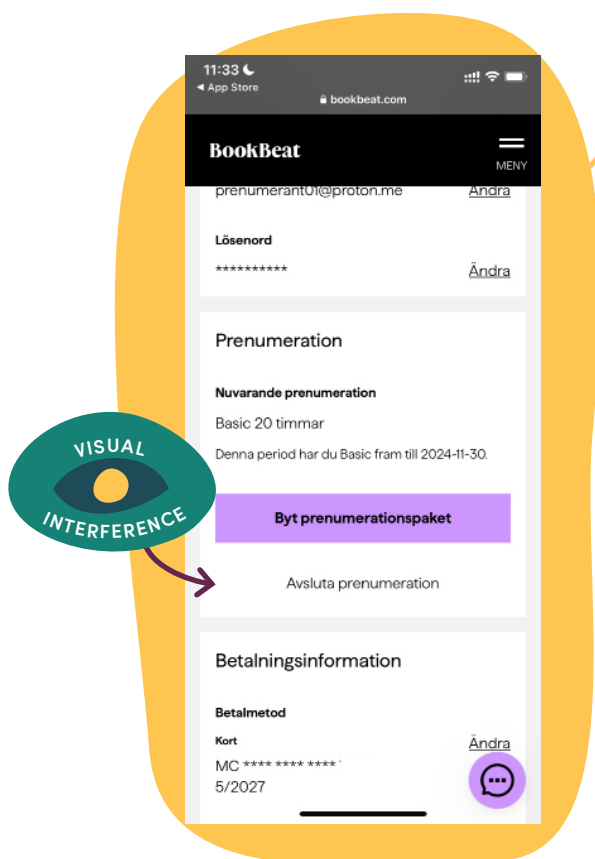 11:33
◀ App Store
bookbeat.com
BookBeat
MENY
prenumerant01@proton.me Ändra
Lösenord
********** Ändra
Prenumeration
Nuvarande prenumeration
Basic 20 timmar
Denna period har du Basic fram till 2024-11-30.
VISUAL
INTERFERENCE
Byt prenumerationspaket
Avsluta prenumeration
Betalningsinformation
Betalmetod
Kort Ändra
MC **** **** ****
5/2027